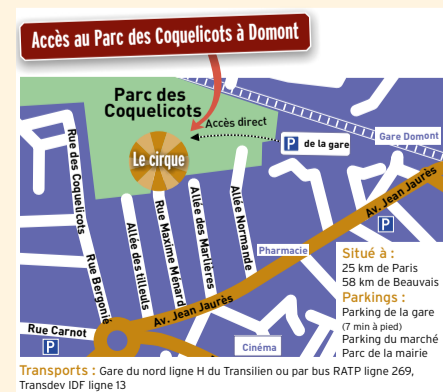 Accès au Parc des Coquelicots à Domont
Parc des
Coquelicots
Accès direct
P de la gare
Gare Domont
Le cirque
Rue des Coquelicots
Rue Bergonié
Allée des tilleuls
Rue Maxime Ménard
Allée des Marlières
Allée Normande
Av. Jean Jaurès
P
Pharmacie
Av. Jean Jaurès
Rue Carnot
P
Cinéma
Situé à :
25 km de Paris
58 km de Beauvais
Parkings :
Parking de la gare
(7 min à pied)
Parking du marché
Parc de la mairie
Transports : Gare du nord ligne H du Transilien ou par bus RATP ligne 269,
Transdev IDF ligne 13